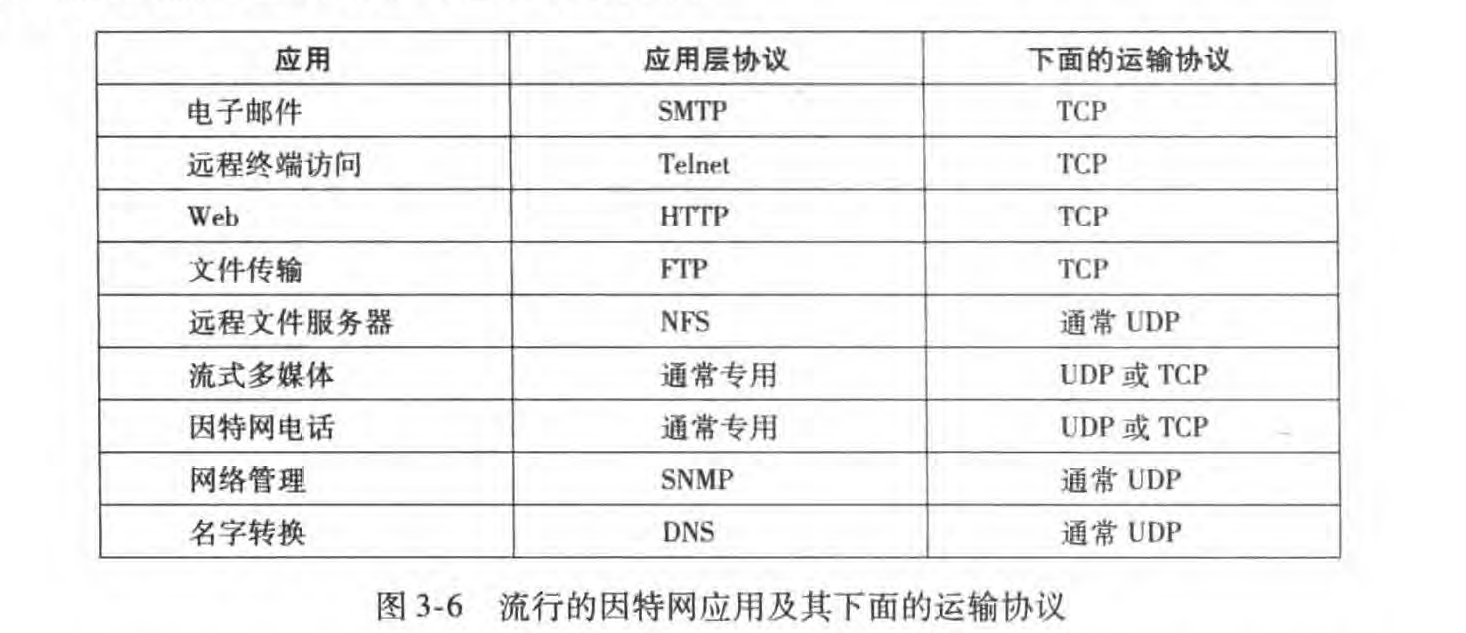 应用 应用层协议 下面的运输协议
电子邮件 SMTP TCP
远程终端访问 Telnet TCP
Web HTTP TCP
文件传输 FTP TCP
远程文件服务器 NFS 通常 UDP
流式多媒体 通常专用 UDP 或 TCP
因特网电话 通常专用 UDP 或 TCP
网络管理 SNMP 通常 UDP
名字转换 DNS 通常 UDP
图 3-6 流行的因特网应用及其下面的运输协议